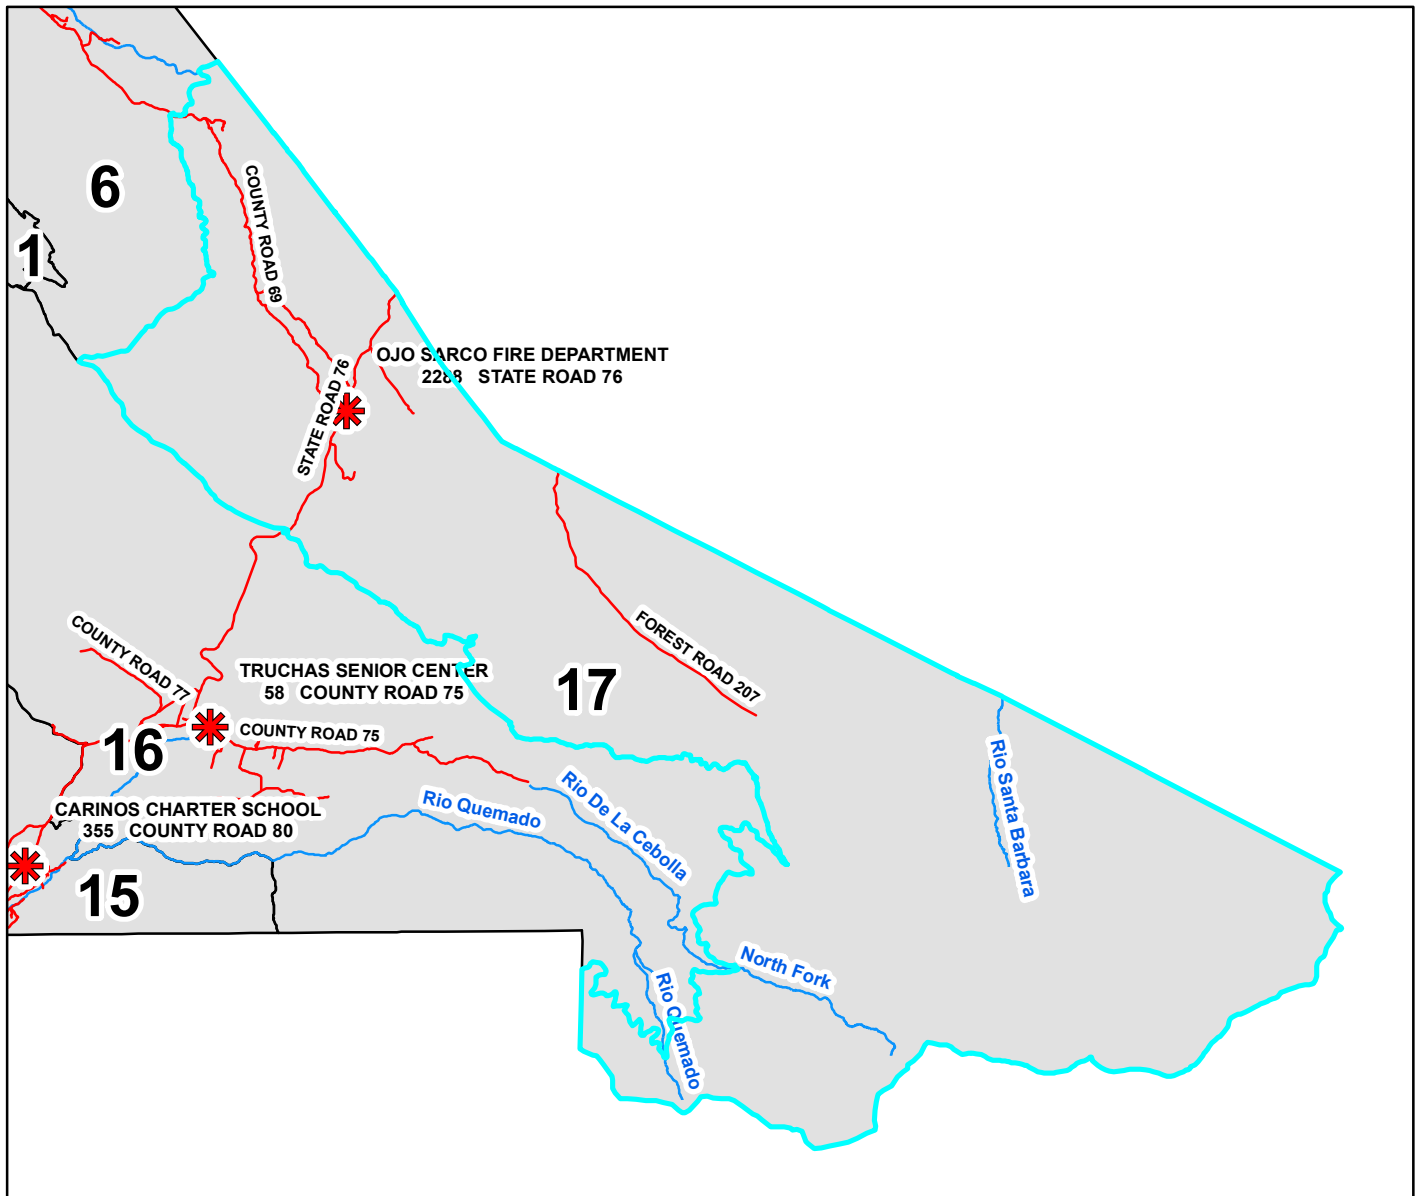 6
COUNTY ROAD 69
1
OJO SARCO FIRE DEPARTMENT
2288 STATE ROAD 76
STATE ROAD 76
COUNTY ROAD 77
TRUCHAS SENIOR CENTER
58 COUNTY ROAD 75
FOREST ROAD 207
17
COUNTY ROAD 75
16
Rio Santa Barbara
CARINOS CHARTER SCHOOL
355 COUNTY ROAD 80
Rio Quemado
Rio De La Cebolla
15
North Fork
Rio Quemado